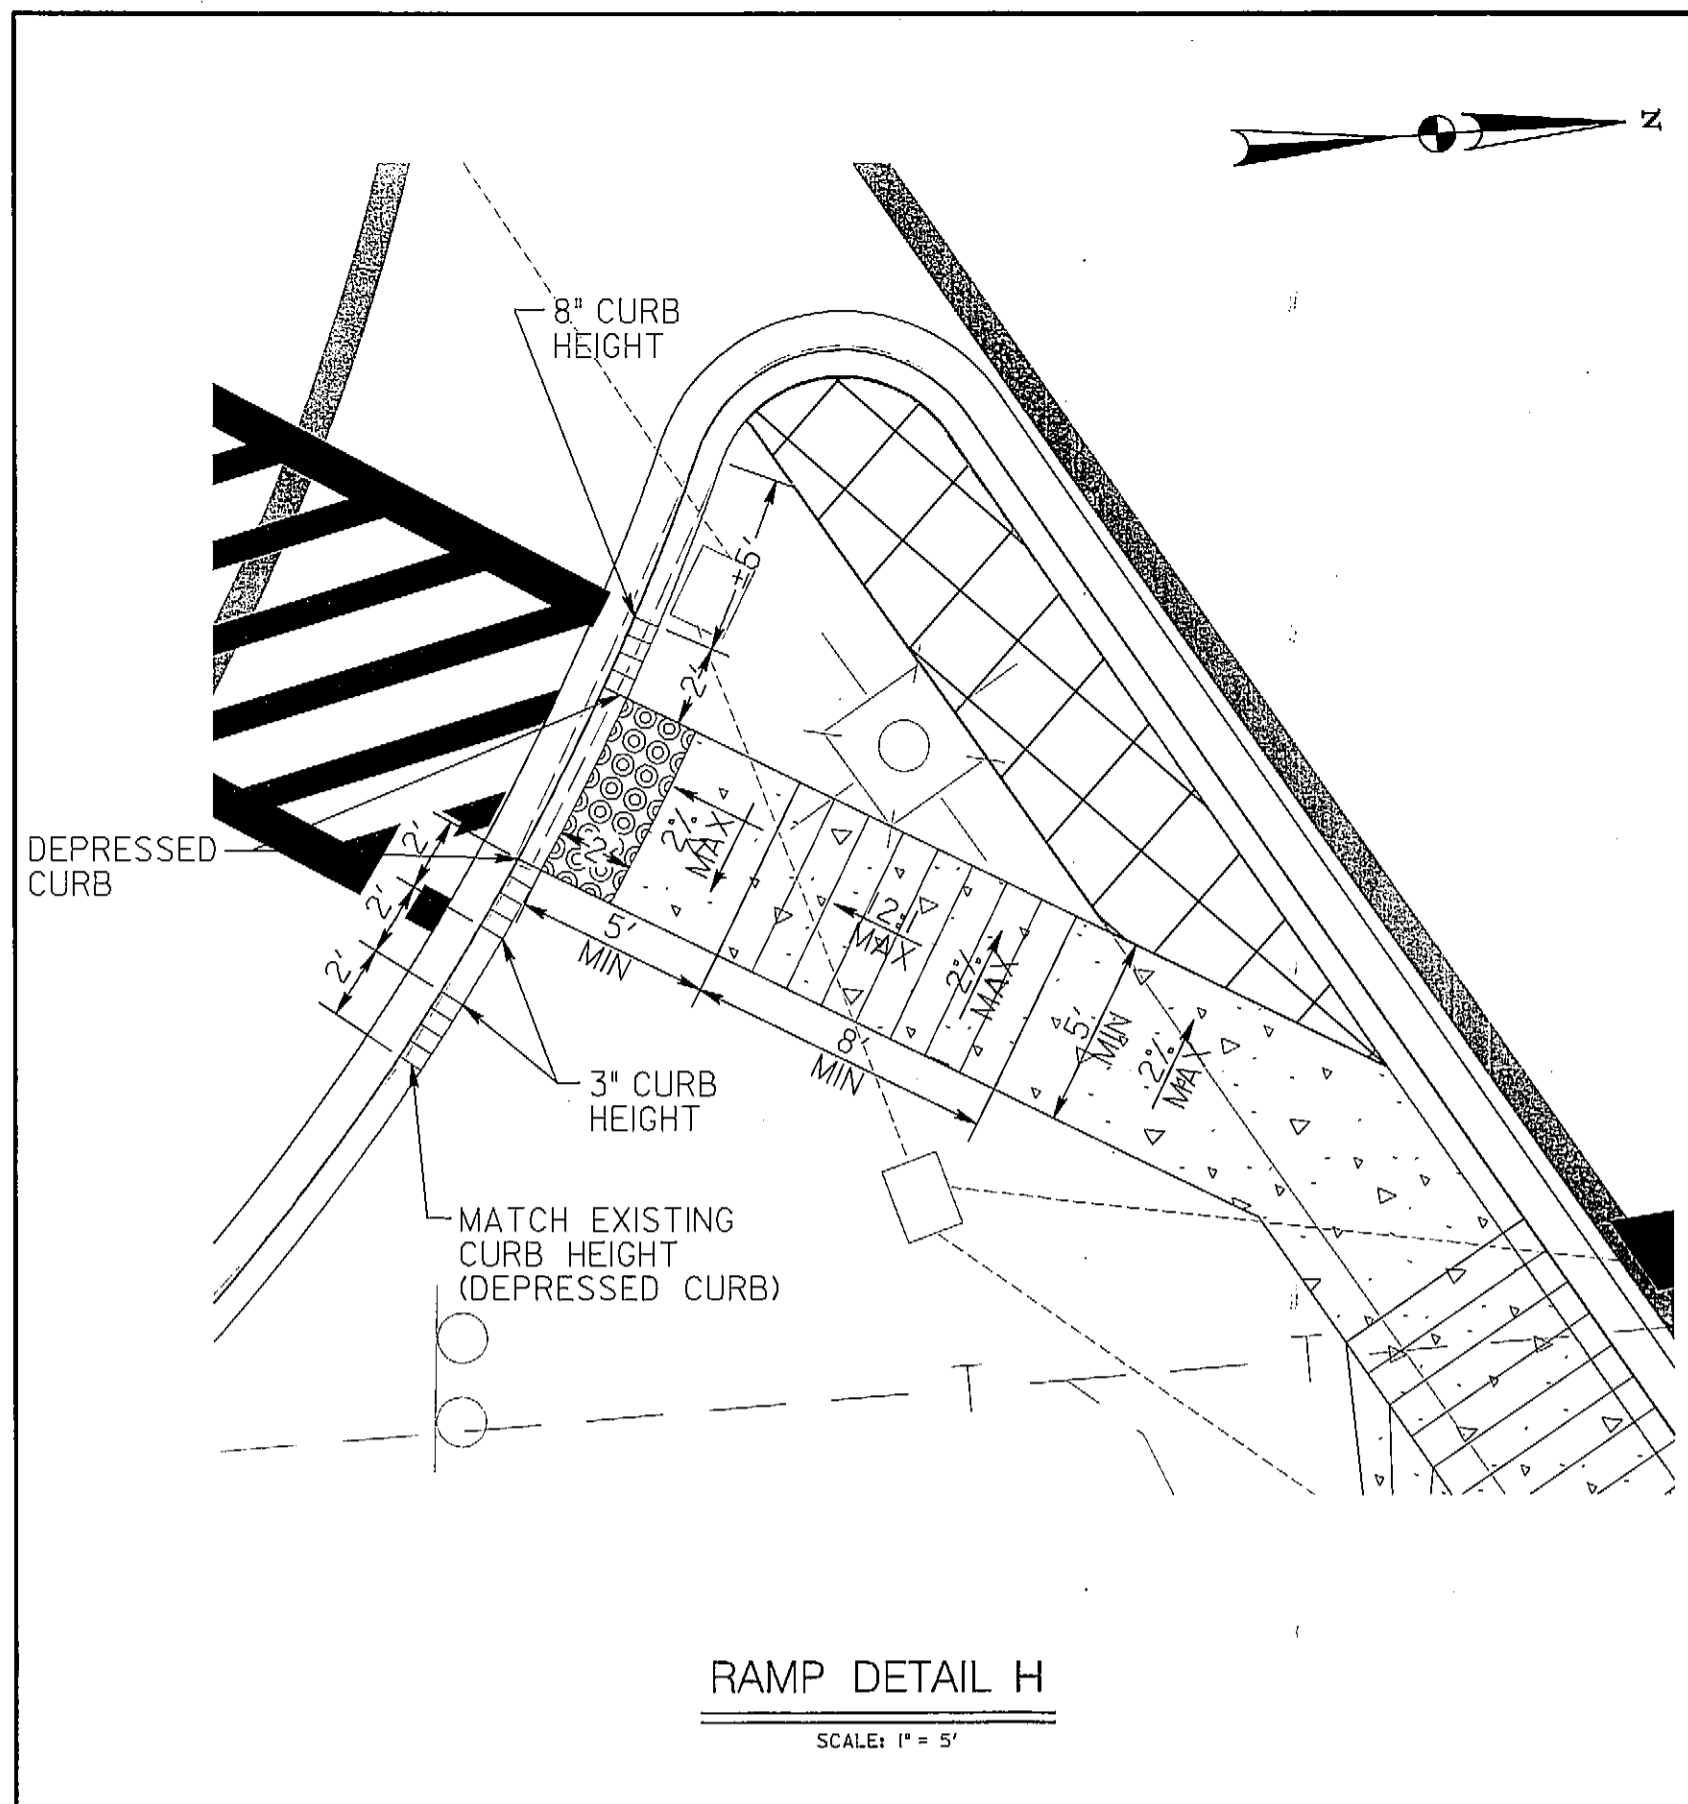 N
8" CURB
HEIGHT
+5'
2'
DEPRESSED
CURB
2'
2'
2'
2'
2%
MAX
5'
MIN
MAX
2%
MAX
5'
MIN
2%
MAX
8'
MIN
3" CURB
HEIGHT
MATCH EXISTING
CURB HEIGHT
(DEPRESSED CURB)
RAMP DETAIL H
SCALE: 1" = 5'